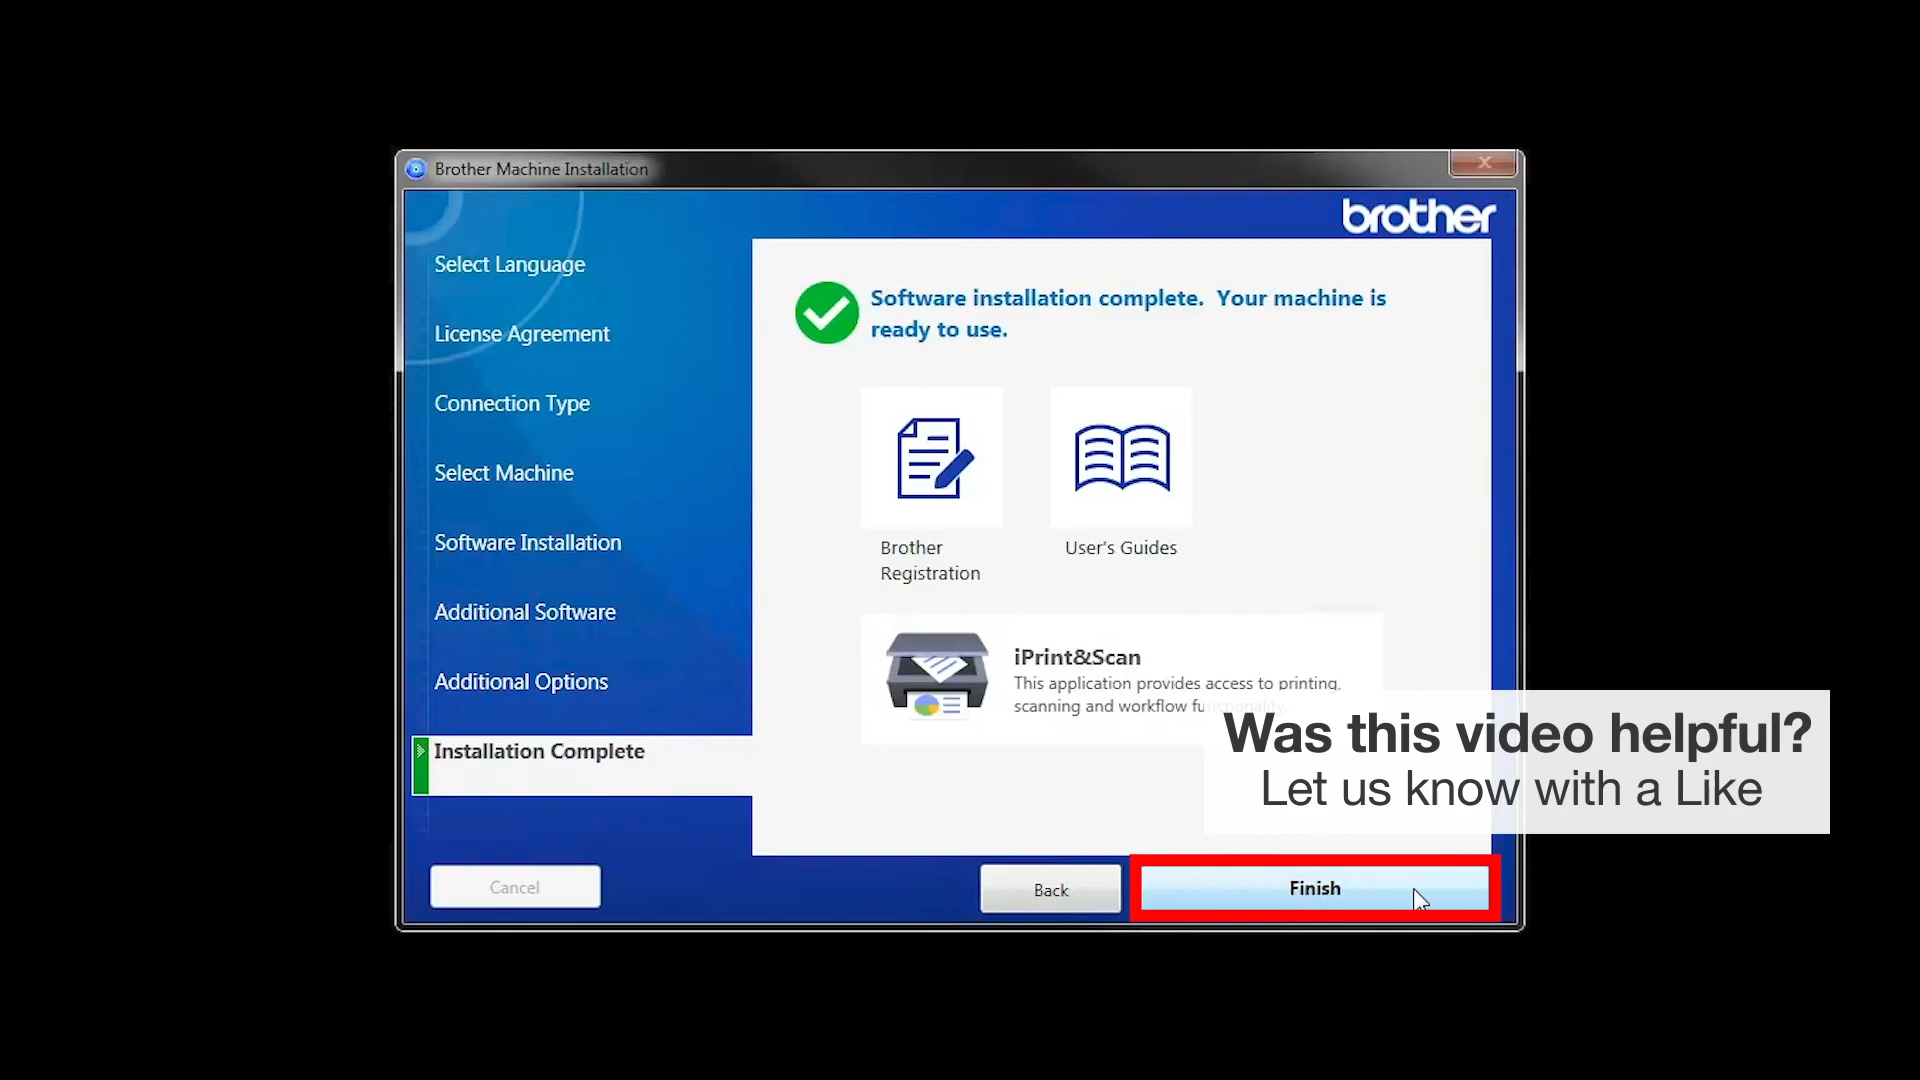 Brother Machine Installation
X
brother
Select Language
License Agreement
Connection Type
Select Machine
Software Installation
Additional Software
Additional Options
Installation Complete
Software installation complete. Your machine is
ready to use.
Brother
Registration
User's Guides
iPrint&Scan
This application provides access to printing,
scanning and workflow functionality.
Was this video helpful?
Let us know with a Like
Cancel
Back
Finish